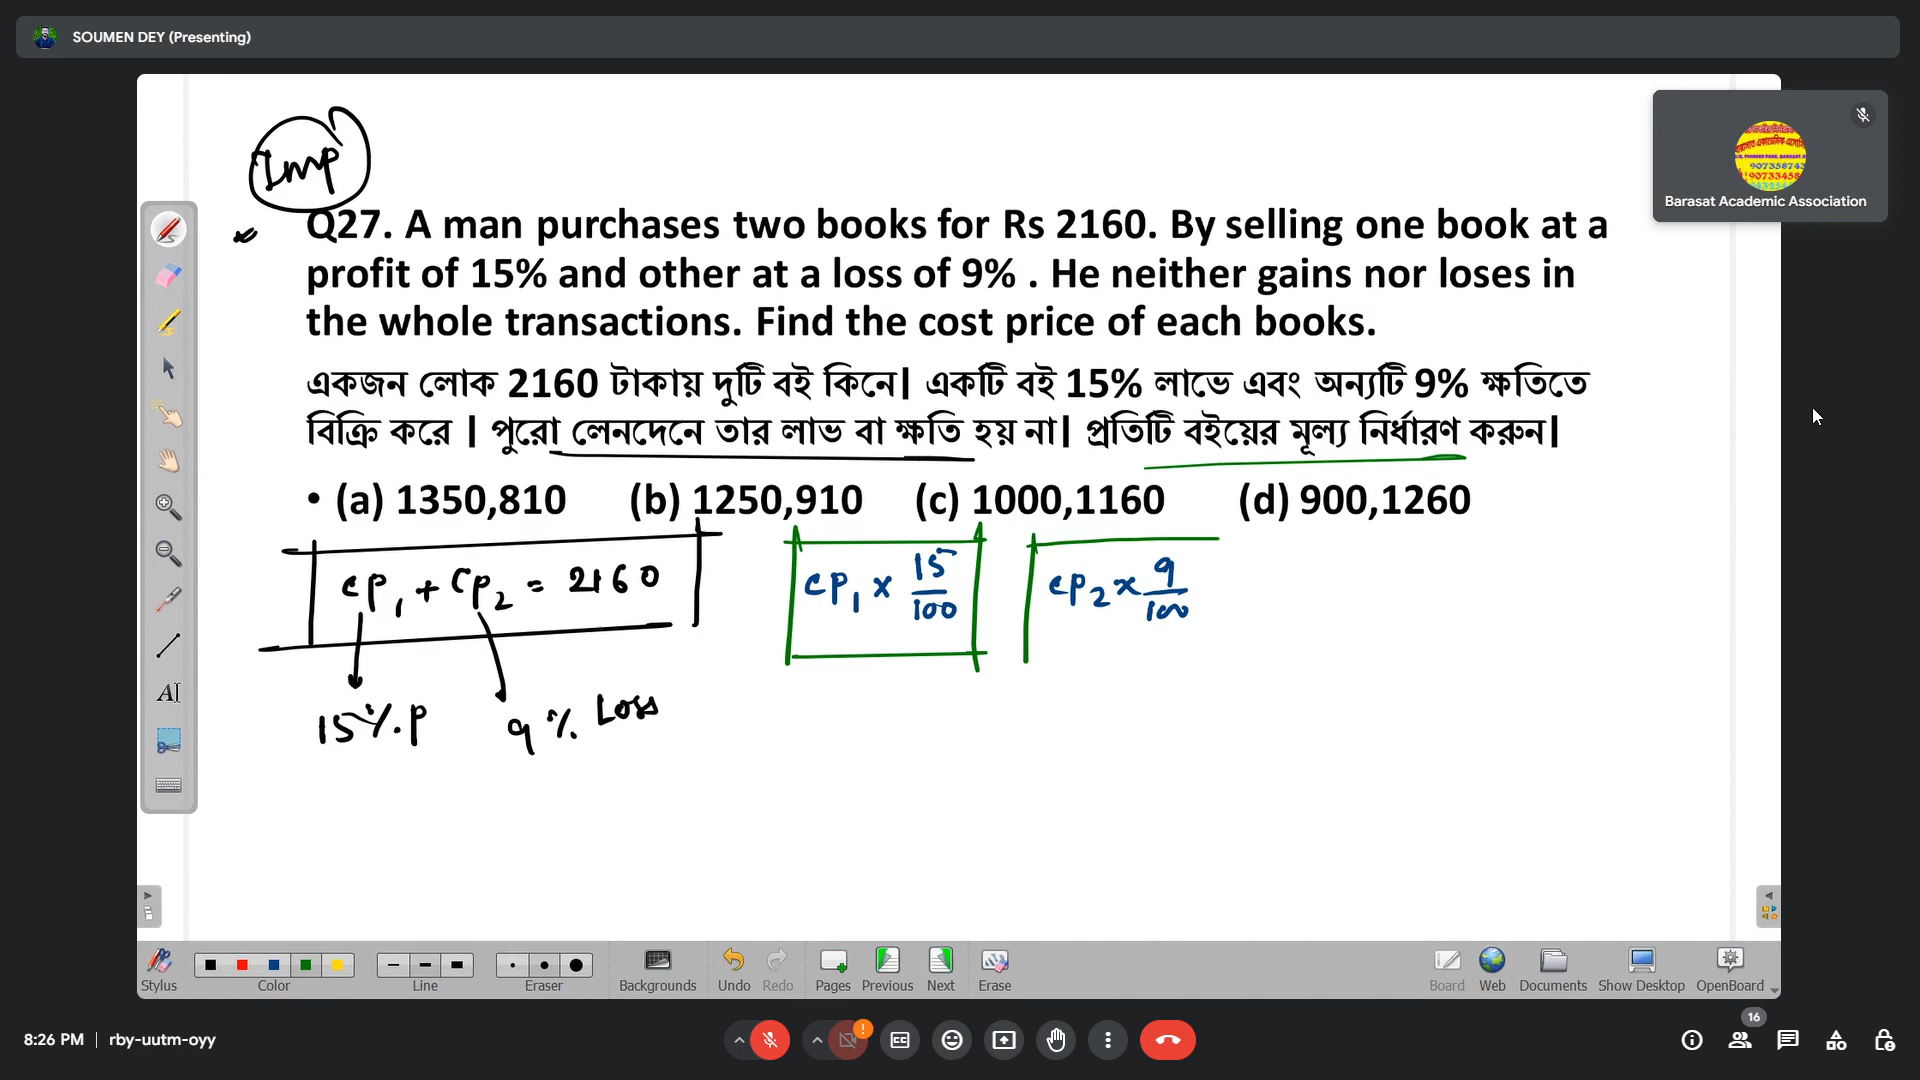 SOUMEN DEY (Presenting)
Imp
Barasat Academic Association
Q27. A man purchases two books for Rs 2160. By selling one book at a
profit of 15% and other at a loss of 9% . He neither gains nor loses in
the whole transactions. Find the cost price of each books.
একজন লোক 2160 টাকায় দুটি বই কিনে। একটি বই 15% লাভে এবং অন্যটি 9% ক্ষতিতে
বিক্রি করে । পুরো লেনদেনে তার লাভ বা ক্ষতি হয় না। প্রতিটি বইয়ের মূল্য নির্ধারণ করুন।
• (a) 1350,810 (b) 1250,910 (c) 1000,1160 (d) 900,1260
CP₁ + CP₂ = 2160 CP₁ × 15/100 CP₂ × 9/100
15%.P 9% Loss
Stylus Color Line Eraser Backgrounds Undo Redo Pages Previous Next Erase Board Web Documents Show Desktop OpenBoard
8:26 PM | rby-uutm-oyy
16